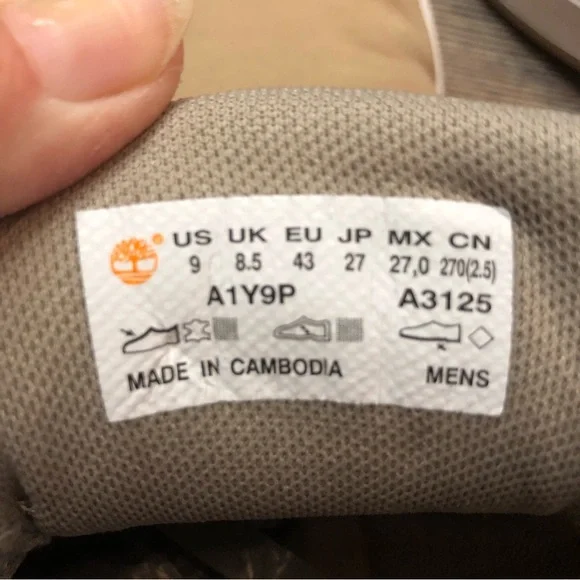 ® US UK EU JP MX CN
9 8.5 43 27 27,0 270(2.5)
A1Y9P A3125
MADE IN CAMBODIA MENS